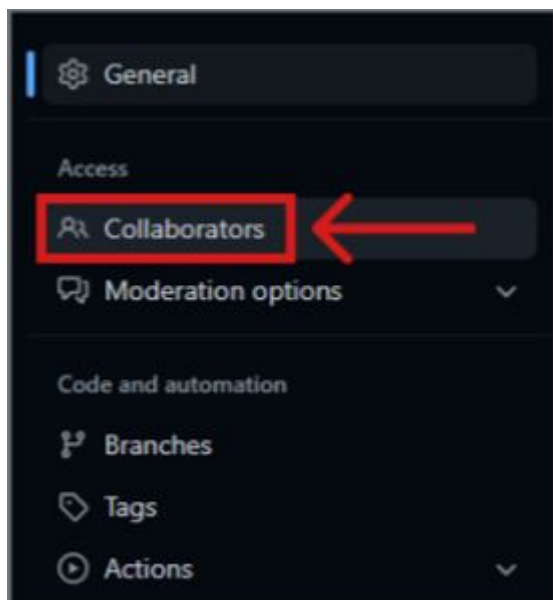 General
Access
Collaborators
Moderation options
Code and automation
Branches
Tags
Actions